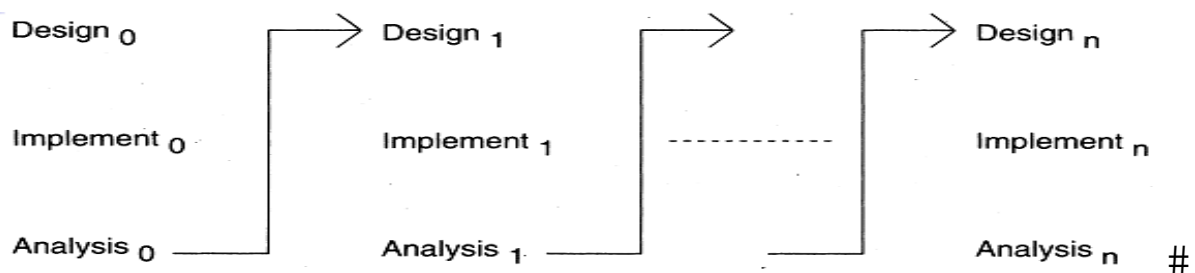 Design 0 Design 1 Design n
Implement 0 Implement 1 Implement n
Analysis 0 Analysis 1 Analysis n #